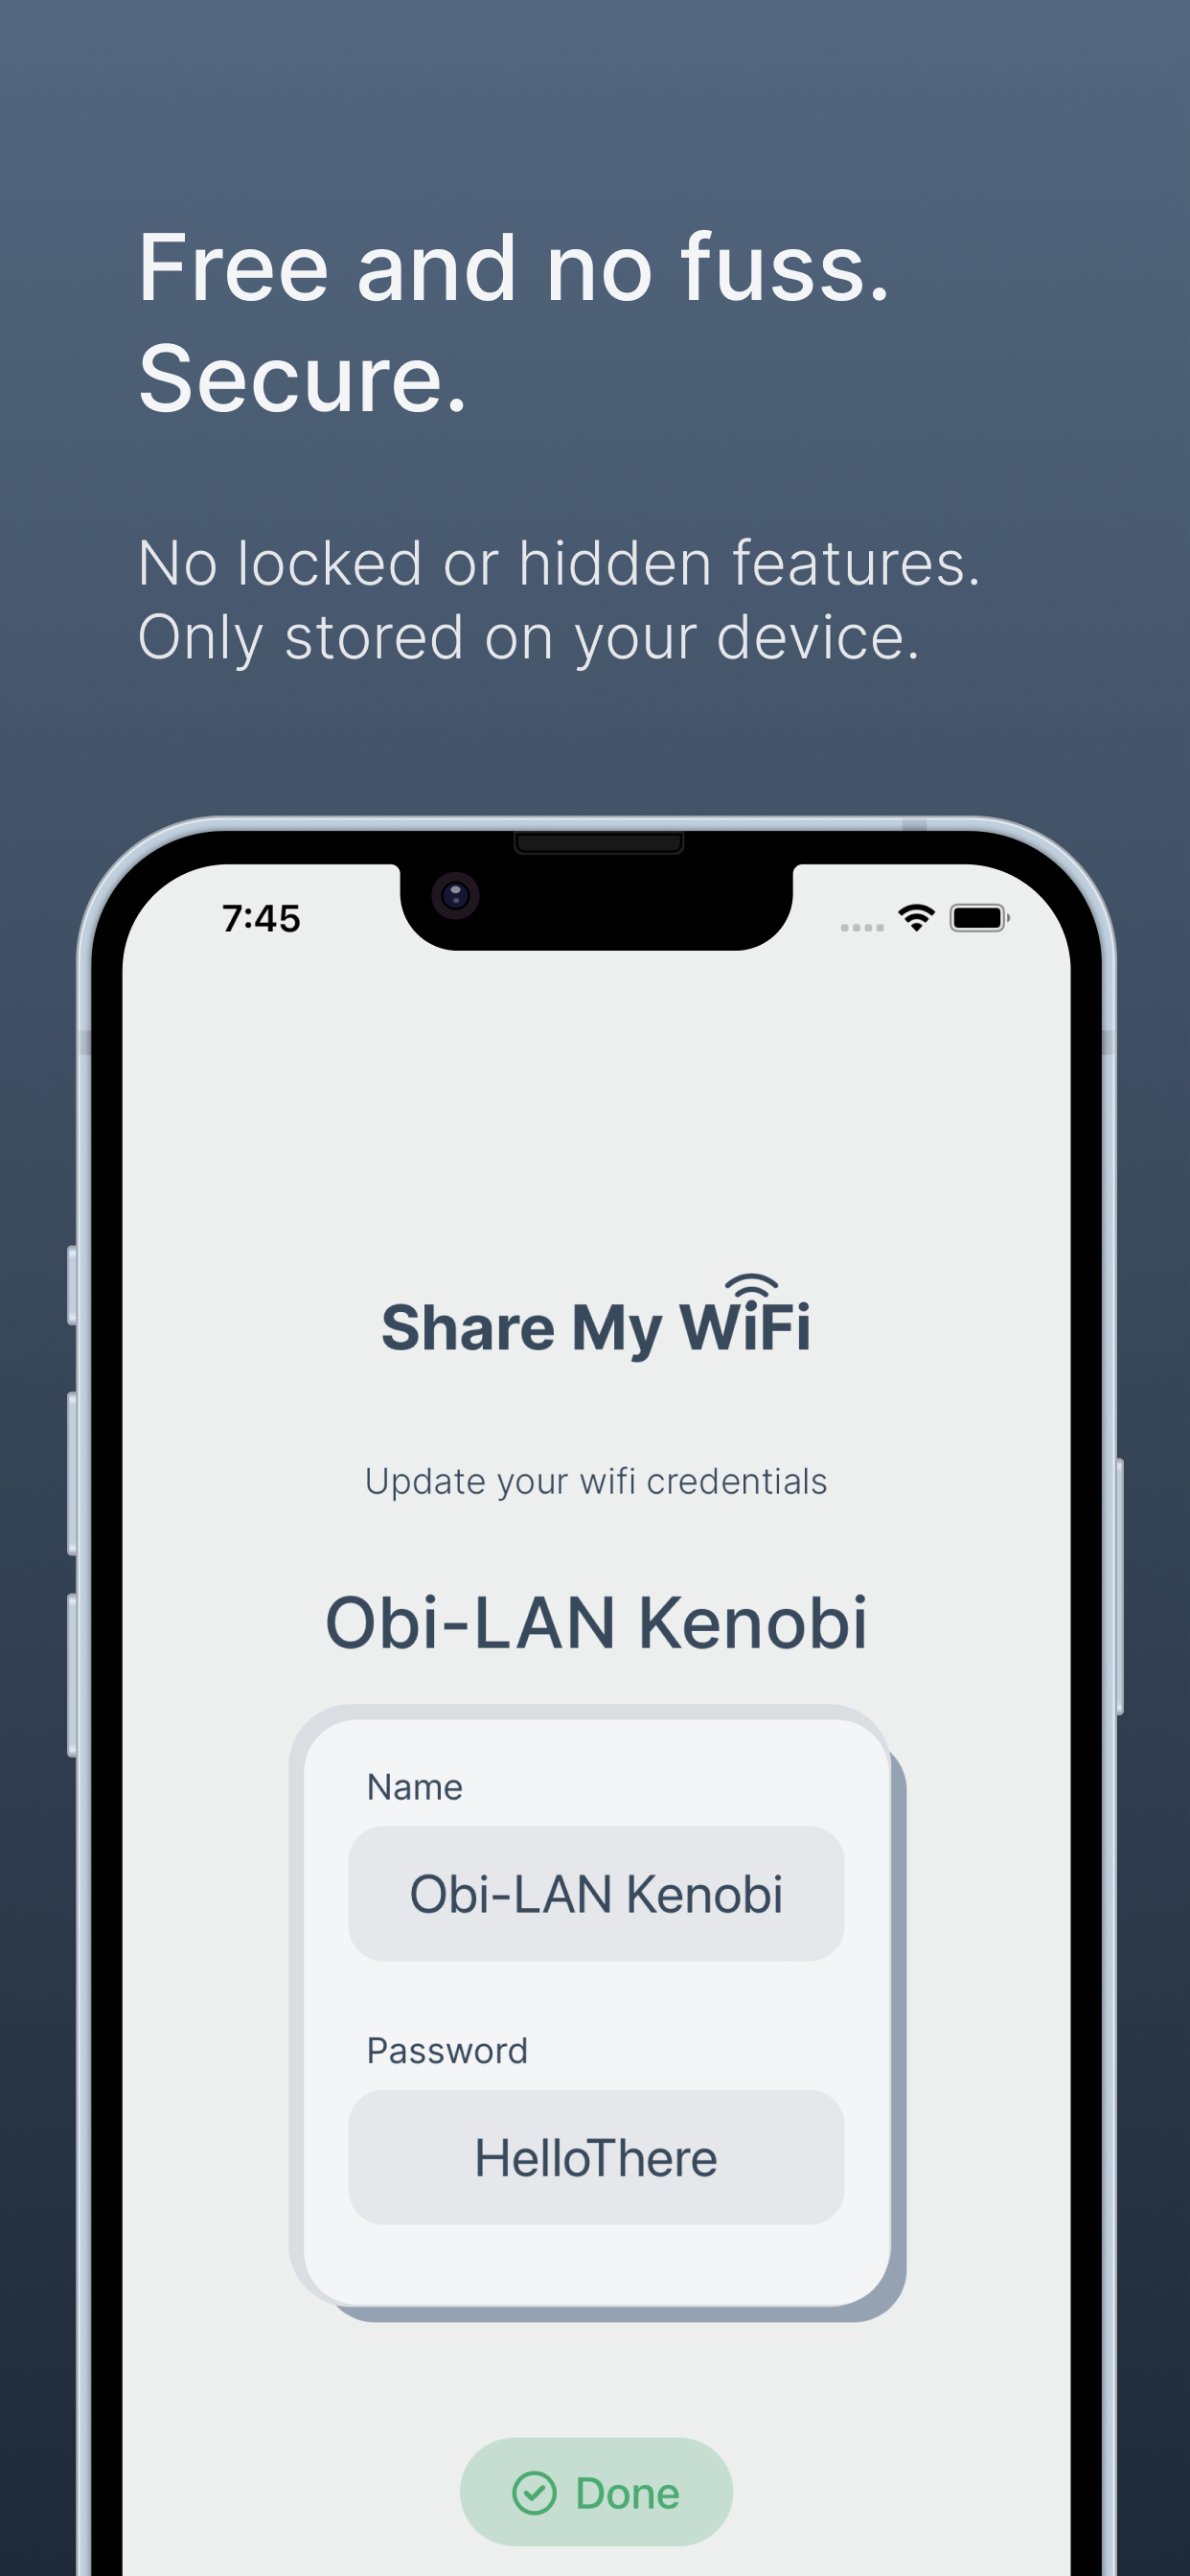 Free and no fuss.
Secure.
No locked or hidden features.
Only stored on your device.
7:45
Share My WiFi
Update your wifi credentials
Obi-LAN Kenobi
Name
Obi-LAN Kenobi
Password
HelloThere
Done